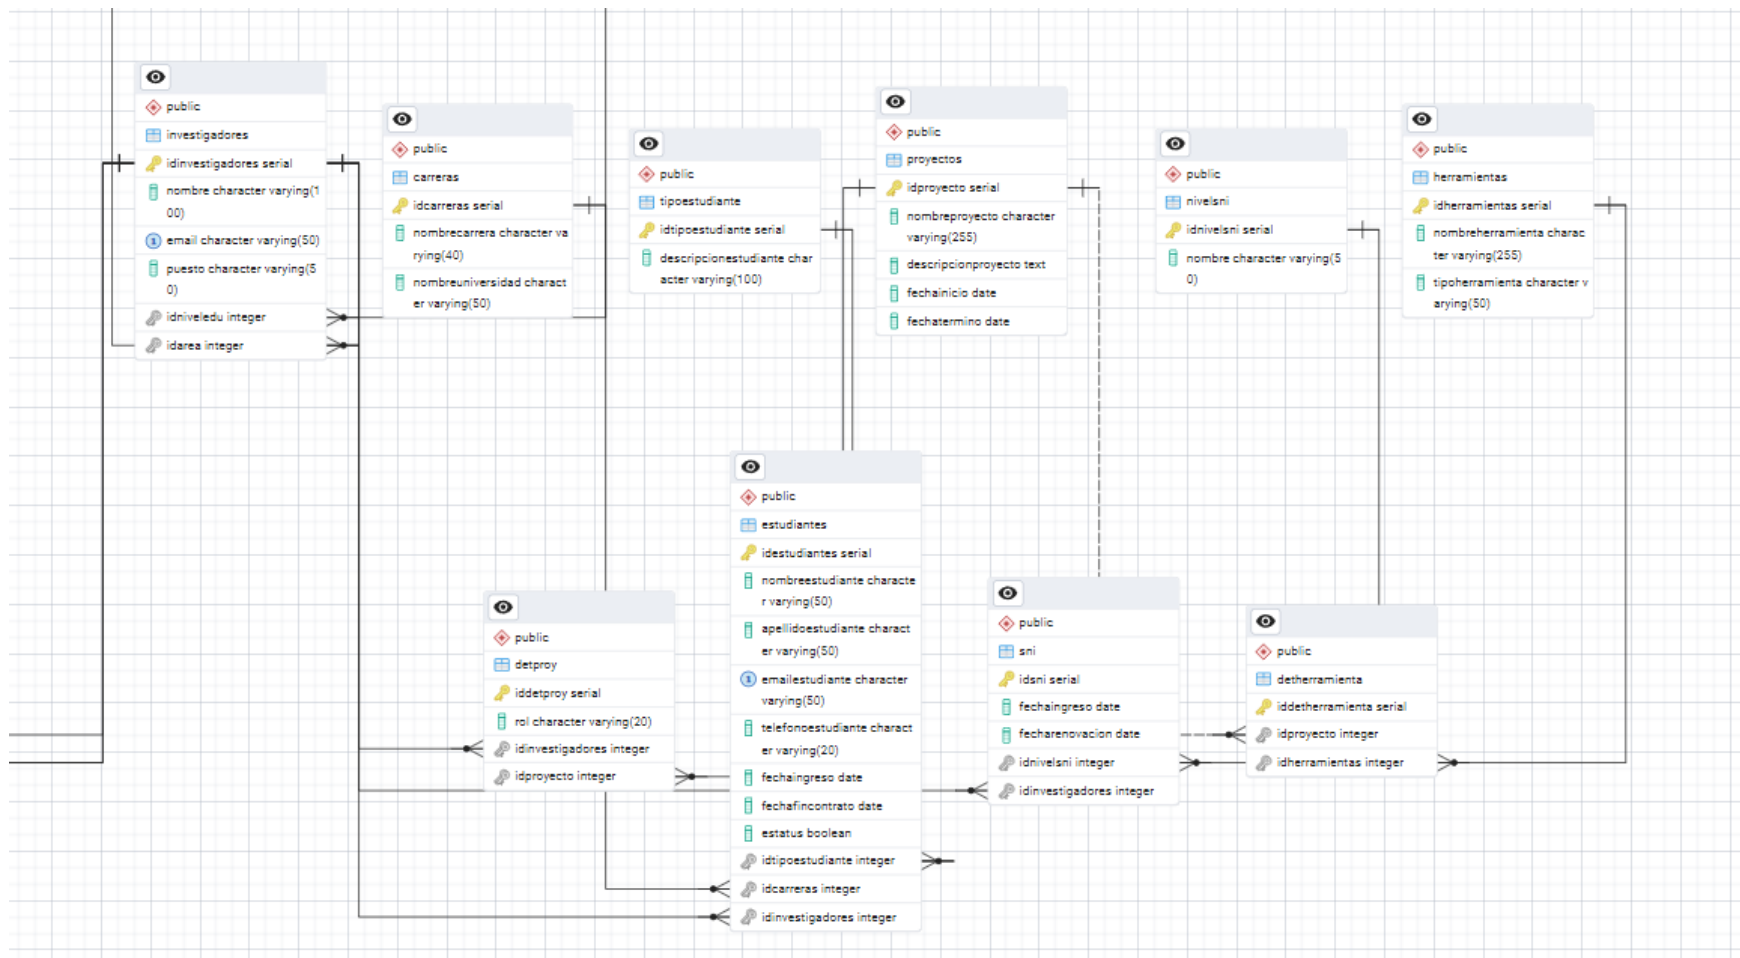 public
investigadores
idinvestigadores serial
nombre character varying(1
00)
email character varying(50)
puesto character varying(5
0)
idniveledu integer
idarea integer
public
carreras
idcarreras serial
nombrecarrera character va
rying(40)
nombreuniversidad charact
er varying(50)
public
tipoestudiante
idtipoestudiante serial
descripcionestudiante char
acter varying(100)
public
proyectos
idproyecto serial
nombreproyecto character
varying(255)
descripcionproyecto text
fechainicio date
fechatermino date
public
nivelsni
idnivelsni serial
nombre character varying(5
0)
public
herramientas
idherramientas serial
nombreherramienta charac
ter varying(255)
tipoherramienta character v
arying(50)
public
detproy
iddetproy serial
rol character varying(20)
idinvestigadores integer
idproyecto integer
public
estudiantes
idestudiantes serial
nombreestudiante characte
r varying(50)
apellidoestudiante charact
er varying(50)
emailestudiante character
varying(50)
telefonoestudiante charact
er varying(20)
fechaingreso date
fechafincontrato date
estatus boolean
idtipoestudiante integer
idcarreras integer
idinvestigadores integer
public
sni
idsni serial
fechaingreso date
fecharenovacion date
idnivelsni integer
idinvestigadores integer
public
detherramienta
iddetherramienta serial
idproyecto integer
idherramientas integer